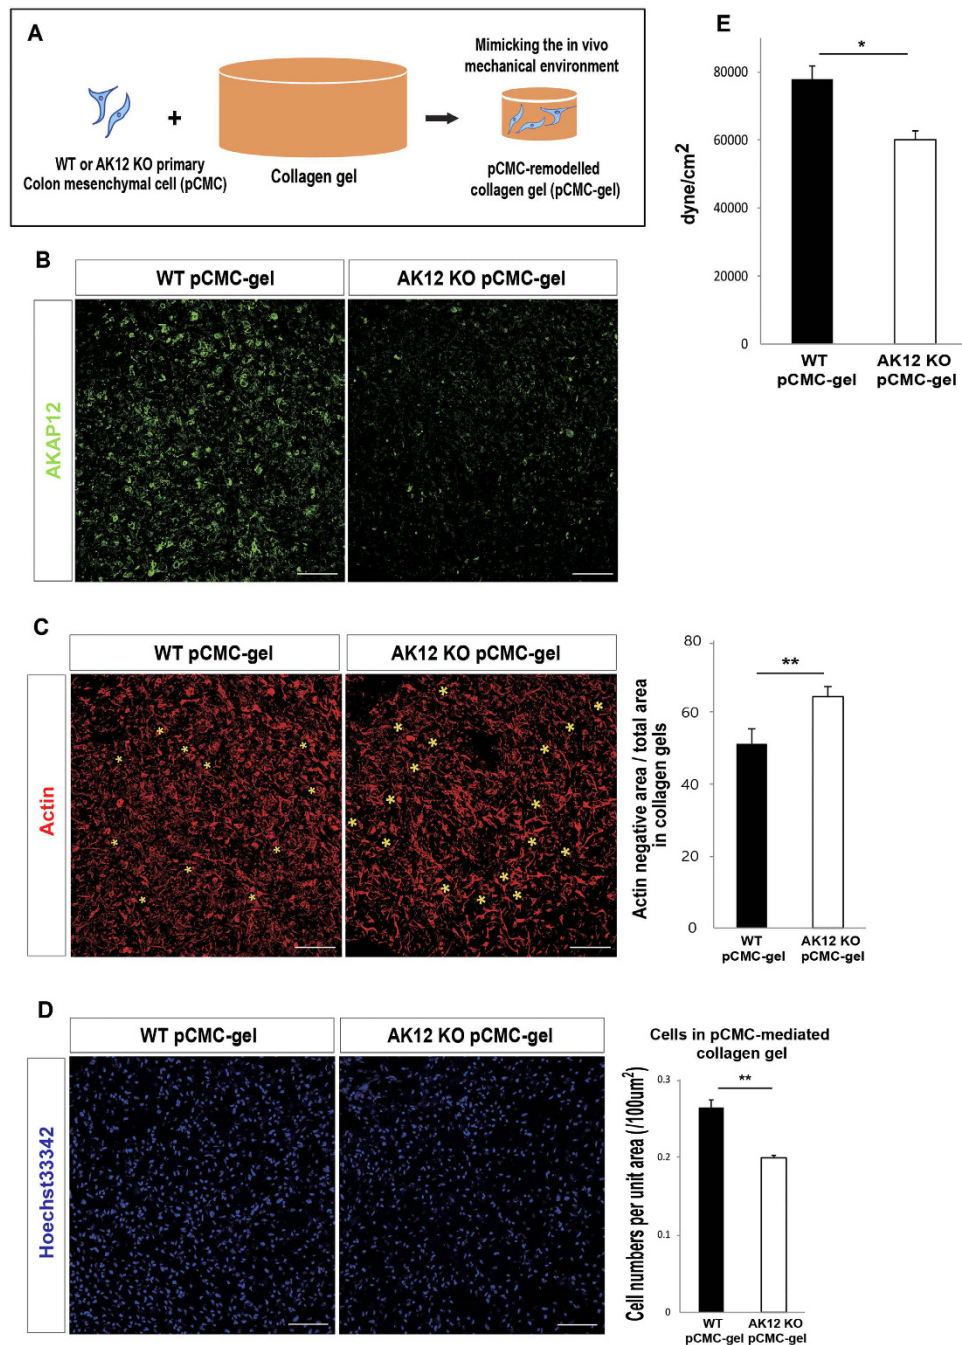 A
WT or AK12 KO primary
Colon mesenchymal cell (pCMC)
+
Collagen gel
Mimicking the in vivo
mechanical environment
pCMC-remodelled
collagen gel (pCMC-gel)
B
WT pCMC-gel
AK12 KO pCMC-gel
AKAP12
C
WT pCMC-gel
AK12 KO pCMC-gel
Actin
Actin negative area / total area
in collagen gels
80
60
40
20
0
**
WT
pCMC-gel
AK12 KO
pCMC-gel
D
WT pCMC-gel
AK12 KO pCMC-gel
Hoechst33342
Cells in pCMC-mediated
collagen gel
Cell numbers per unit area (/100um²)
0.3
0.2
0.1
0
**
WT
pCMC-gel
AK12 KO
pCMC-gel
E
dyne/cm²
80000
60000
40000
20000
0
*
WT
pCMC-gel
AK12 KO
pCMC-gel